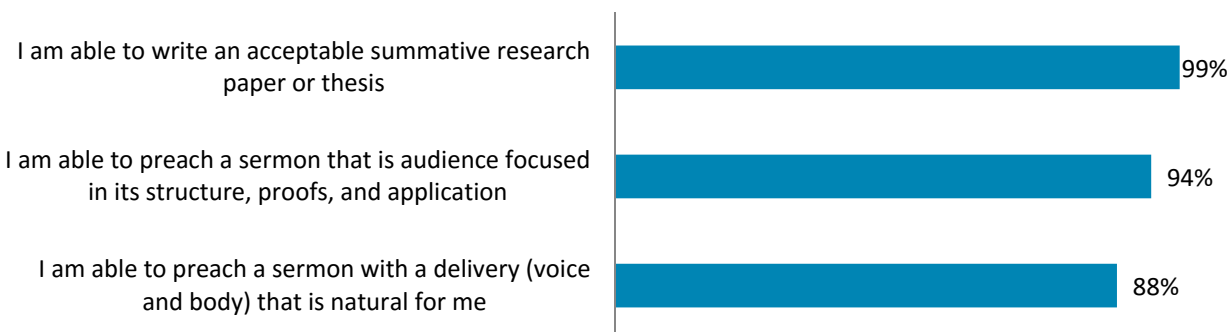 I am able to write an acceptable summative research
paper or thesis
99%
I am able to preach a sermon that is audience focused
in its structure, proofs, and application
94%
I am able to preach a sermon with a delivery (voice
and body) that is natural for me
88%